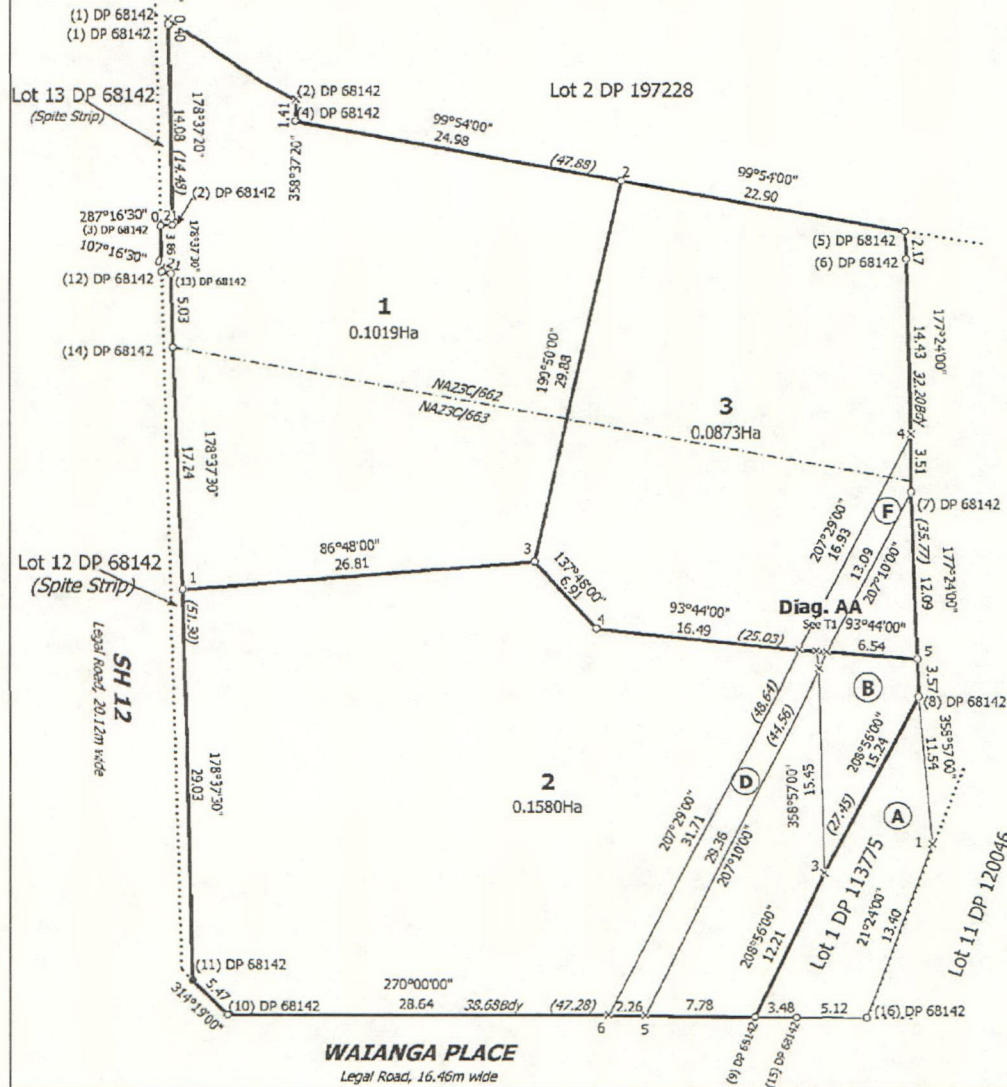 (1) DP 68142
(1) DP 68142
0.40
Lot 13 DP 68142
(Spite Strip)
178°37'20"
14.08 (14.48)
(2) DP 68142
(4) DP 68142
1.41
358°37'20"
Lot 2 DP 197228
99°54'00"
24.98
(47.88)
2
99°54'00"
22.90
(2) DP 68142
287°16'30"
0.21
(3) DP 68142
3.86
178°37'30"
107°16'30"
0.21
(12) DP 68142
(13) DP 68142
5.03
(14) DP 68142
(5) DP 68142
2.17
(6) DP 68142
177°24'00"
14.43 32.20Bdy
1
0.1019Ha
190°50'00"
29.88
NA23C/662
NA23C/663
3
0.0873Ha
4
3.51
(7) DP 68142
F
207°29'00"
16.93
13.09
207°10'00"
(35.77)
12.09
177°24'00"
178°37'30"
17.24
Lot 12 DP 68142
(Spite Strip)
86°48'00"
26.81
3
1
(51.30)
137°48'00"
6.91
4
93°44'00"
16.49
(25.03)
Diag. AA
See T1
93°44'00"
6.54
5
3.57
B
1
(8) DP 68142
SH 12
Legal Road, 20.12m wide
178°37'30"
29.03
2
0.1580Ha
(48.64)
(44.56)
D
207°29'00"
31.71
29.36
207°10'00"
358°57'00"
15.45
208°56'00"
15.24
(27.45)
358°57'00"
11.54
A
1
3
208°56'00"
12.21
Lot 1 DP 113775
21°24'00"
13.40
Lot 11 DP 120046
(11) DP 68142
5.47
314°19'00"
(10) DP 68142
270°00'00"
28.64
38.68Bdy
(47.28)
2.26
7.78
3.48
5.12
(16) DP 68142
6
5
(9) DP 68142
(15) DP 68142
WAIANGA PLACE
Legal Road, 16.46m wide